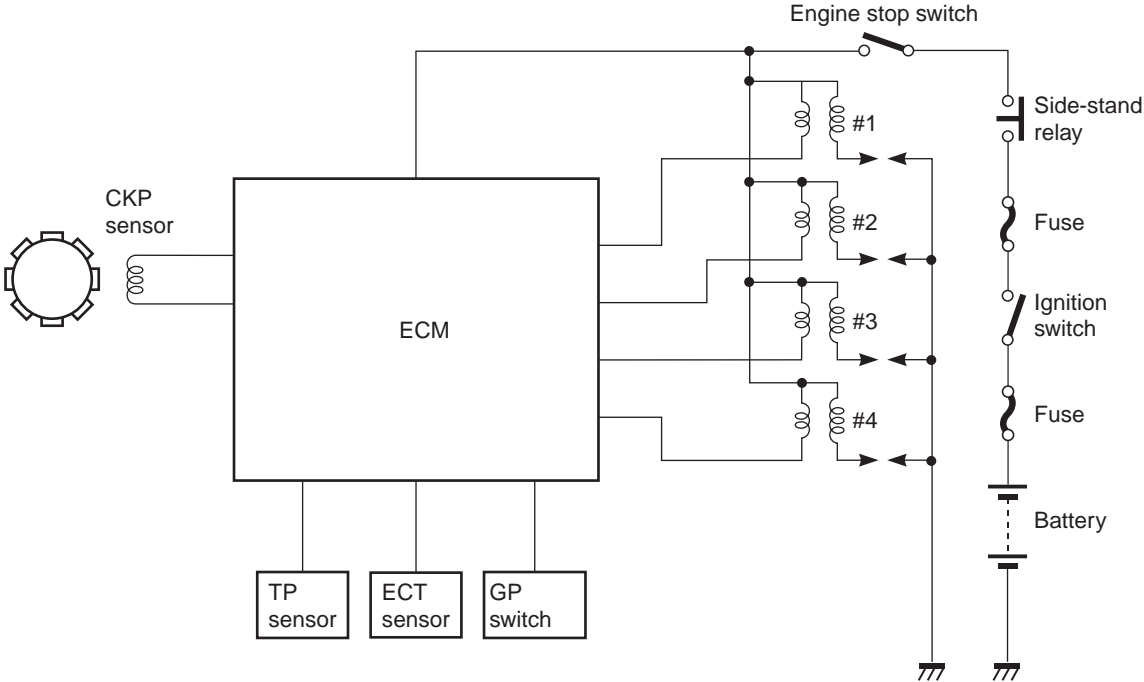 Engine stop switch
Side-stand
relay
#1
CKP
sensor
#2
Fuse
Ignition
switch
#3
ECM
#4
Fuse
Battery
TP
sensor
ECT
sensor
GP
switch